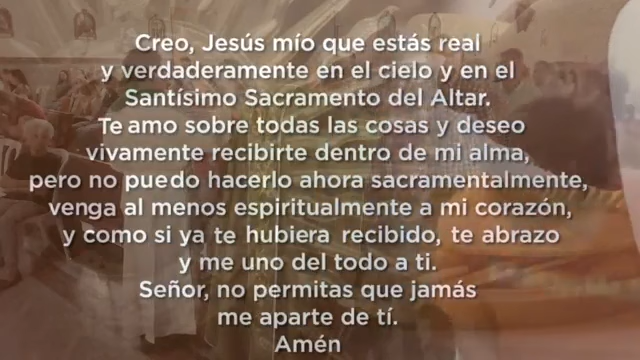 Creo, Jesús mío que estás real
y verdaderamente en el cielo y en el
Santísimo Sacramento del Altar.
Te amo sobre todas las cosas y deseo
vivamente recibirte dentro de mi alma,
pero no puedo hacerlo ahora sacramentalmente,
venga al menos espiritualmente a mi corazón,
y como si ya te hubiera recibido, te abrazo
y me uno del todo a ti.
Señor, no permitas que jamás
me aparte de tí.
Amén